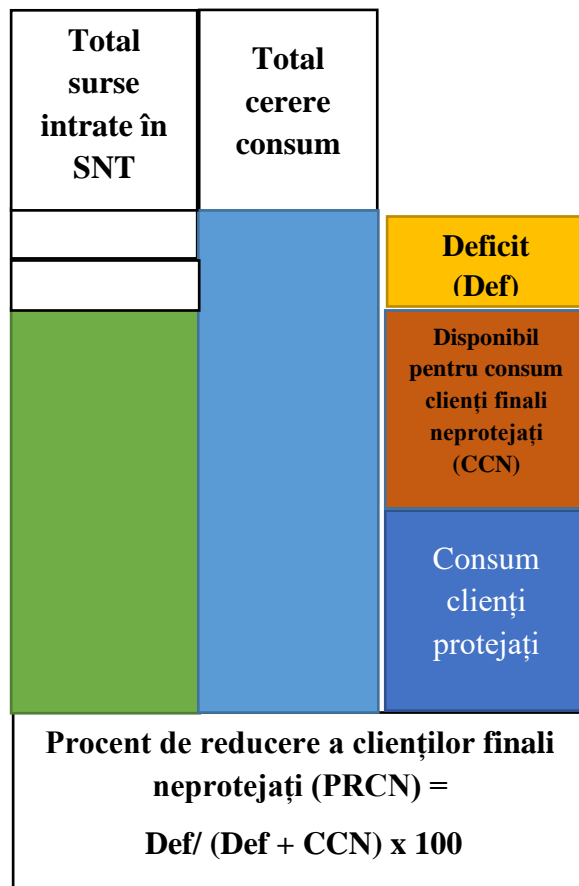 Total
surse
intrate în
SNT
Total
cerere
consum
Deficit
(Def)
Disponibil
pentru consum
clienți finali
neprotejați
(CCN)
Consum
clienți
protejați
Procent de reducere a clienților finali
neprotejați (PRCN) =
Def/ (Def + CCN) x 100